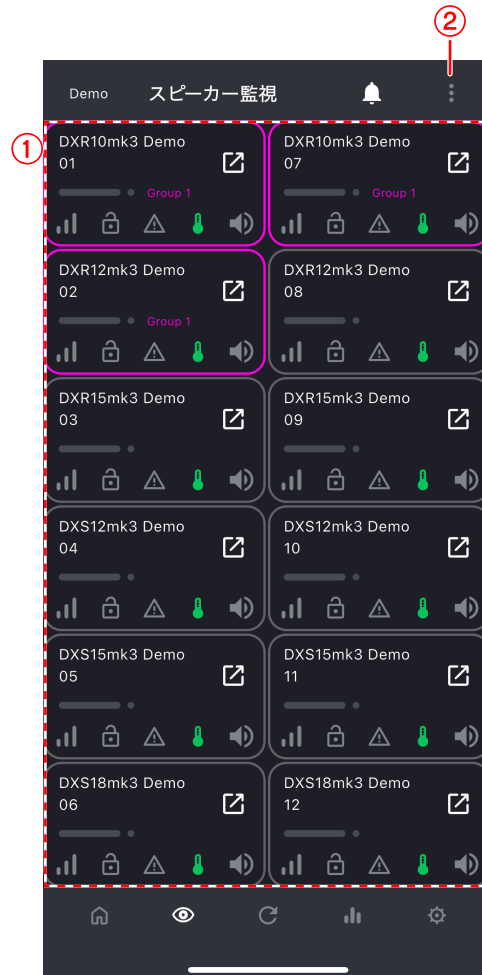 ②
Demo スピーカー監視
①
DXR10mk3 Demo
01
Group 1
DXR10mk3 Demo
07
Group 1
DXR12mk3 Demo
02
Group 1
DXR12mk3 Demo
08
DXR15mk3 Demo
03
DXR15mk3 Demo
09
DXS12mk3 Demo
04
DXS12mk3 Demo
10
DXS15mk3 Demo
05
DXS15mk3 Demo
11
DXS18mk3 Demo
06
DXS18mk3 Demo
12